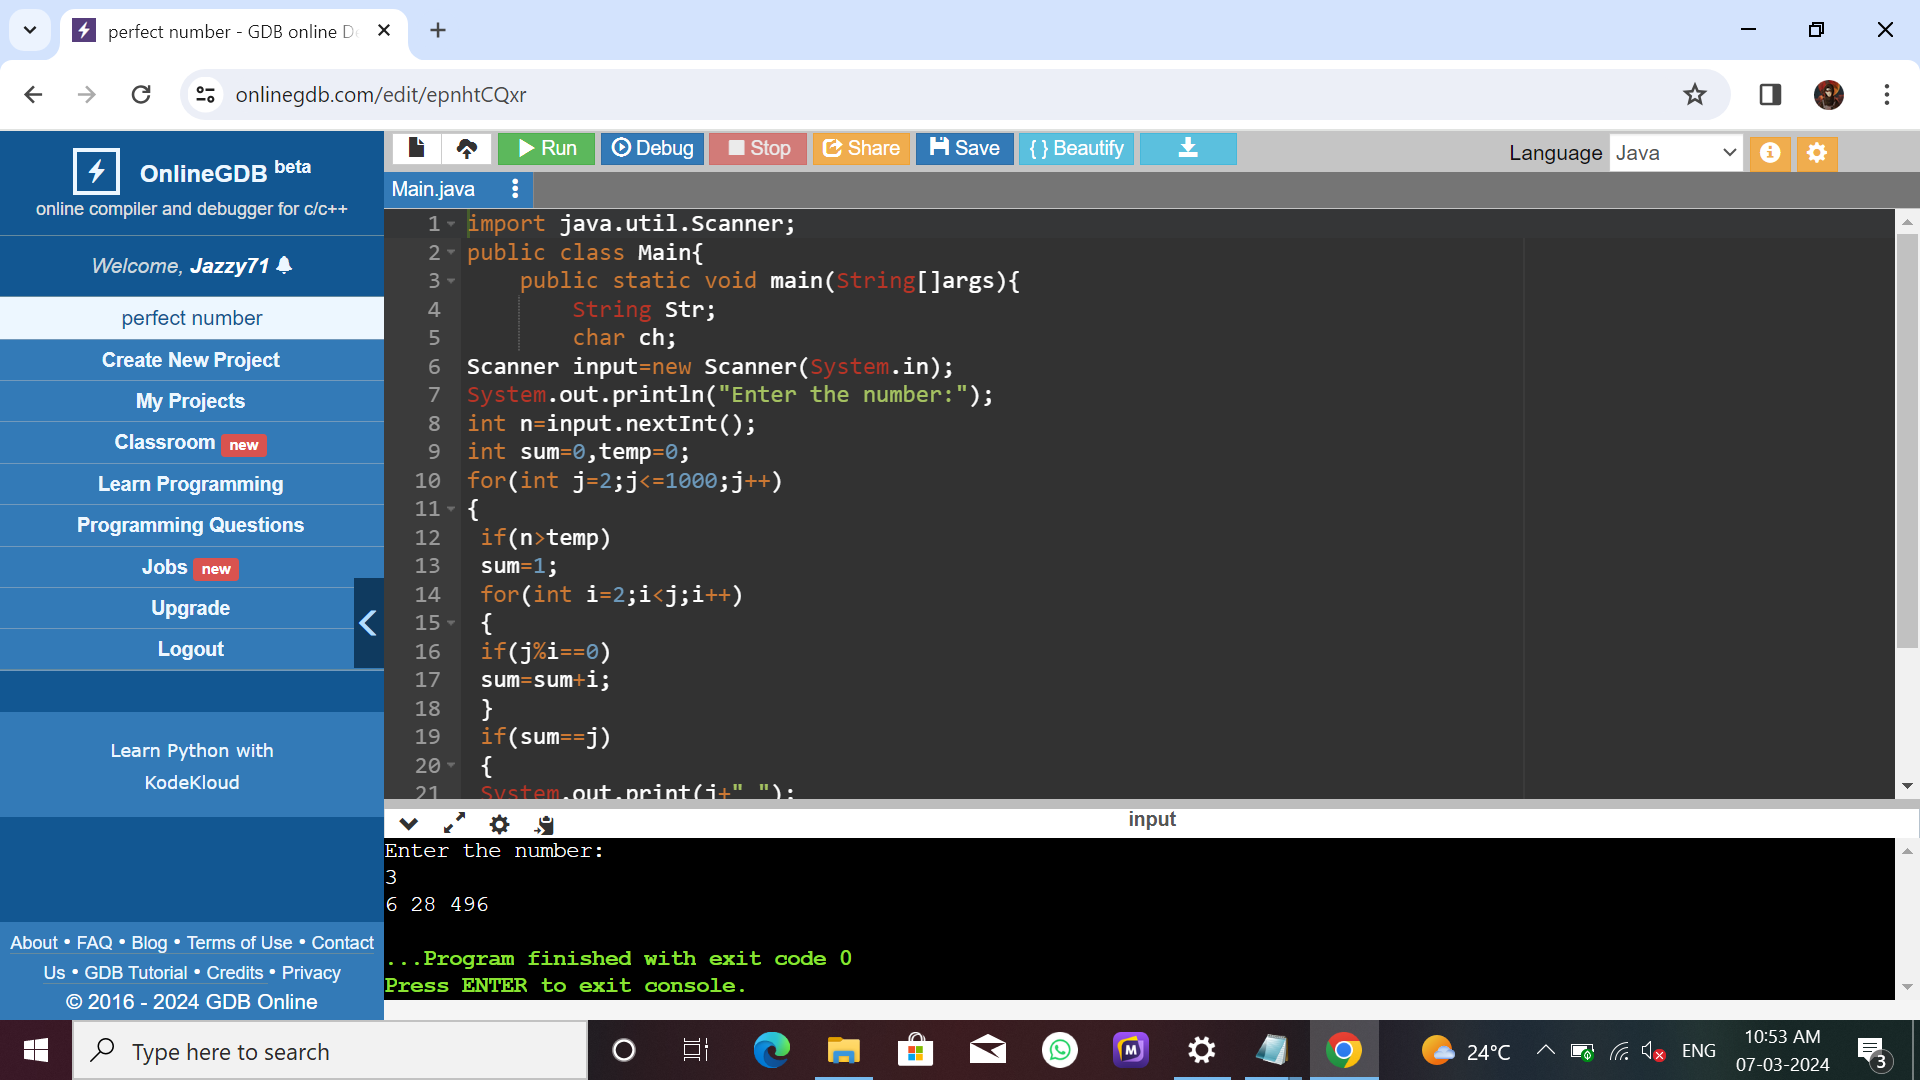 perfect number - GDB online De
onlinegdb.com/edit/epnhtCQxr
OnlineGDB beta
online compiler and debugger for c/c++
Welcome, Jazzy71
perfect number
Create New Project
My Projects
Classroom new
Learn Programming
Programming Questions
Jobs new
Upgrade
Logout
Learn Python with
KodeKloud
About • FAQ • Blog • Terms of Use • Contact
Us • GDB Tutorial • Credits • Privacy
© 2016 - 2024 GDB Online
Run Debug Stop Share Save { } Beautify
Language Java
Main.java
1 import java.util.Scanner;
2 public class Main{
3 public static void main(String[]args){
4 String Str;
5 char ch;
6 Scanner input=new Scanner(System.in);
7 System.out.println("Enter the number:");
8 int n=input.nextInt();
9 int sum=0,temp=0;
10 for(int j=2;j<=1000;j++)
11 {
12 if(n>temp)
13 sum=1;
14 for(int i=2;i<j;i++)
15 {
16 if(j%i==0)
17 sum=sum+i;
18 }
19 if(sum==j)
20 {
21 System.out.print(j+" ");
input
Enter the number:
3
6 28 496
...Program finished with exit code 0
Press ENTER to exit console.
Type here to search
M
24°C
ENG
10:53 AM
07-03-2024
3